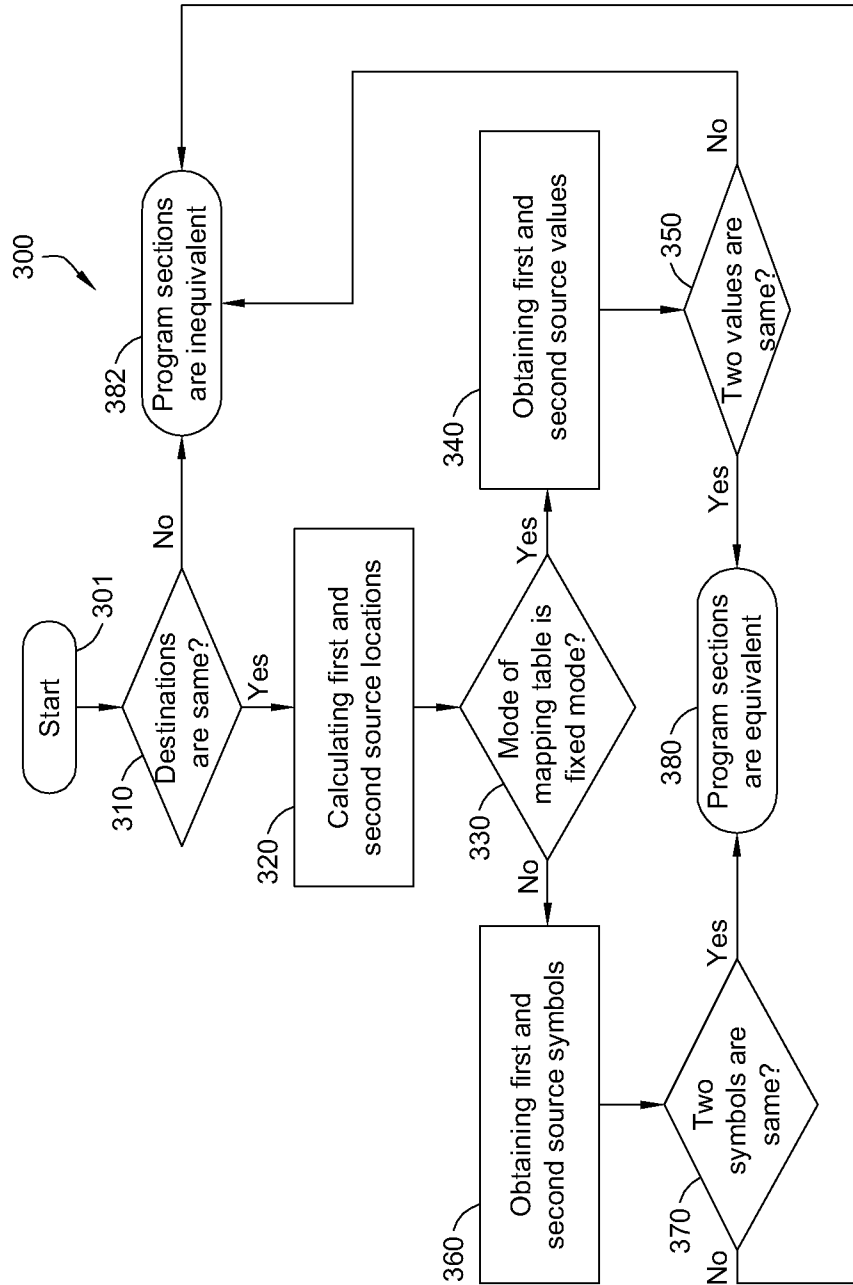 300
Start
301
310
Destinations
are same?
No
382
Program sections
are inequivalent
Yes
320
Calculating first and
second source locations
330
Mode of
mapping table is
fixed mode?
No
Yes
360
Obtaining first and
second source symbols
340
Obtaining first and
second source values
370
Two
symbols are
same?
No
Yes
380
Program sections
are equivalent
350
Two values are
same?
Yes
No